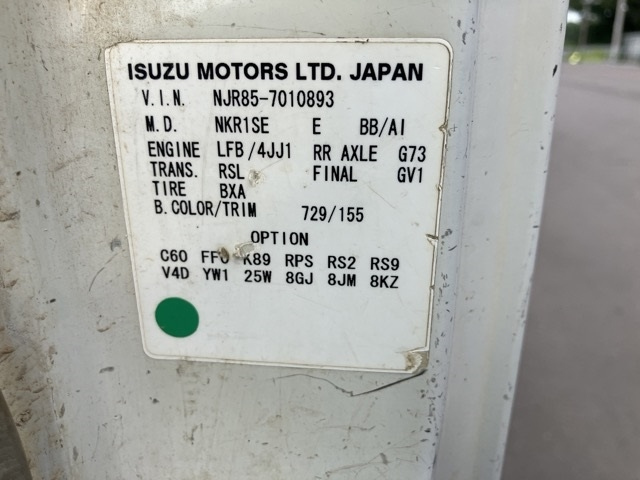 ISUZU MOTORS LTD. JAPAN
V.I.N. NJR85-7010893
M.D. NKR1SE E BB/AI
ENGINE LFB/4JJ1 RR AXLE G73
TRANS. RSL FINAL GV1
TIRE BXA
B.COLOR/TRIM 729/155
OPTION
C60 K89 RPS RS2 RS9
V4D YW1 25W 8GJ 8JM 8KZ